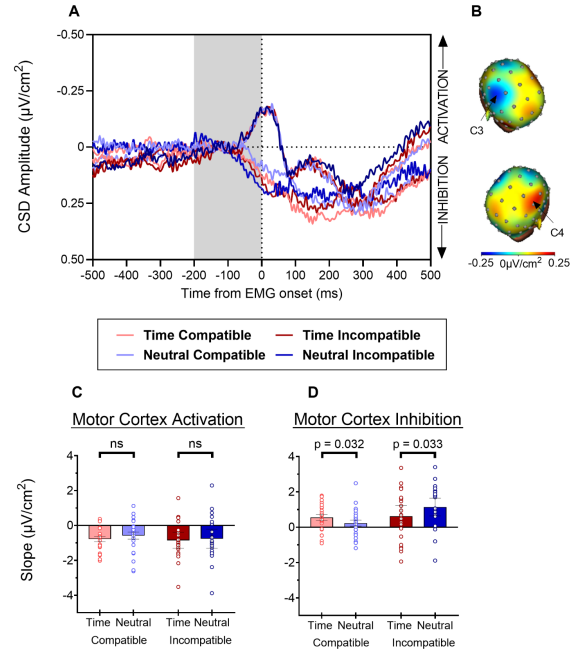 A
B
-0.50
-0.25
0
0.25
0.50
CSD Amplitude (µV/cm²)
INHIBITION
ACTIVATION
-500 -400 -300 -200 -100 0 100 200 300 400 500
Time from EMG onset (ms)
C3
C4
-0.25 0µV/cm² 0.25
Time Compatible
Time Incompatible
Neutral Compatible
Neutral Incompatible
C
D
Motor Cortex Activation
Motor Cortex Inhibition
ns
ns
p = 0.032
p = 0.033
Slope (µV/cm²)
4
2
0
-2
-4
4
2
0
-2
-4
Time Neutral
Time Neutral
Time Neutral
Time Neutral
Compatible
Incompatible
Compatible
Incompatible